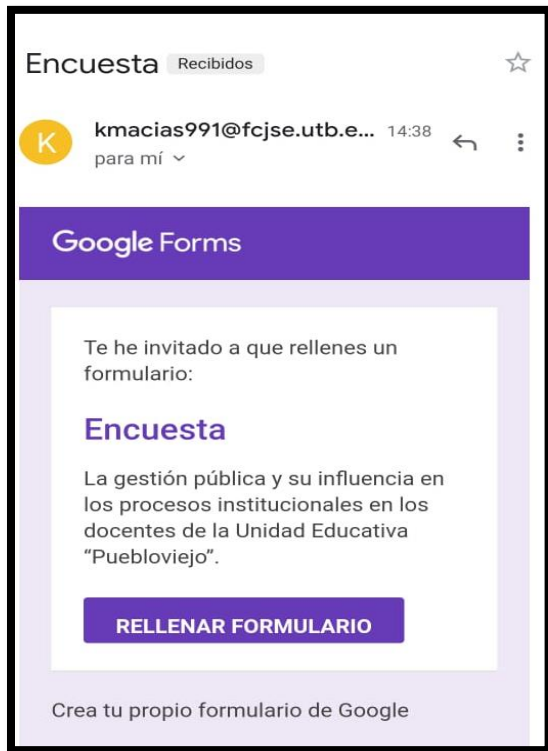 Encuesta Recibidos
K
kmacias991@fcjse.utb.e... 14:38
para mí
Google Forms
Te he invitado a que rellenes un
formulario:
Encuesta
La gestión pública y su influencia en
los procesos institucionales en los
docentes de la Unidad Educativa
“Puebloviejo”.
RELLENAR FORMULARIO
Crea tu propio formulario de Google